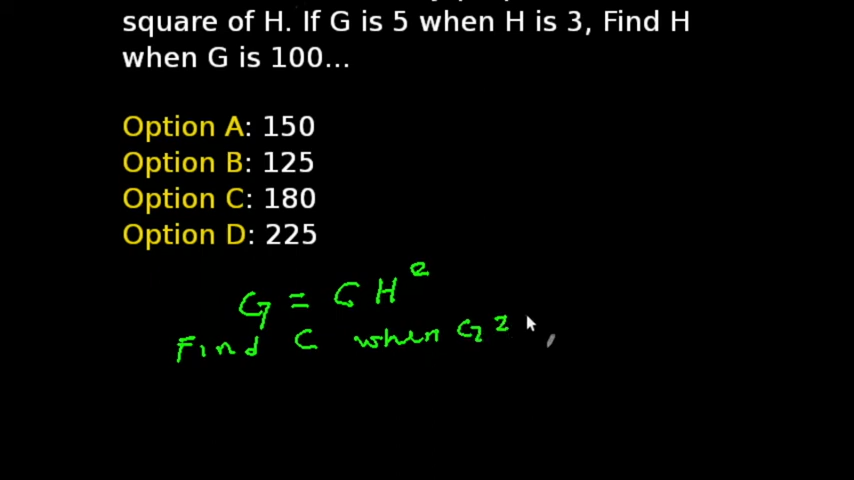 square of H. If G is 5 when H is 3, Find H
when G is 100...
Option A: 150
Option B: 125
Option C: 180
Option D: 225
G = C H²
Find C when G =